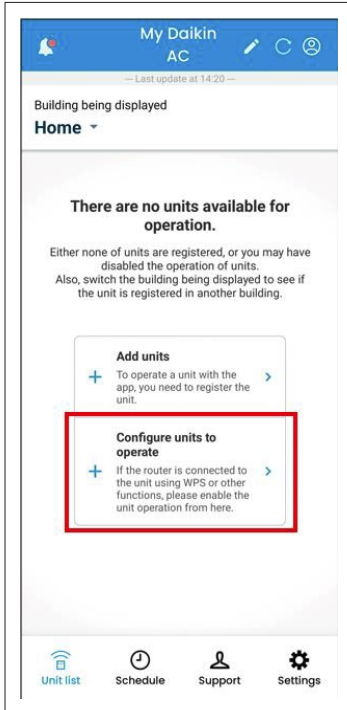 My Daikin
AC
— Last update at 14:20 —
Building being displayed
Home
There are no units available for
operation.
Either none of units are registered, or you may have
disabled the operation of units.
Also, switch the building being displayed to see if
the unit is registered in another building.
Add units
To operate a unit with the
app, you need to register the
unit.
Configure units to
operate
If the router is connected to
the unit using WPS or other
functions, please enable the
unit operation from here.
Unit list
Schedule
Support
Settings